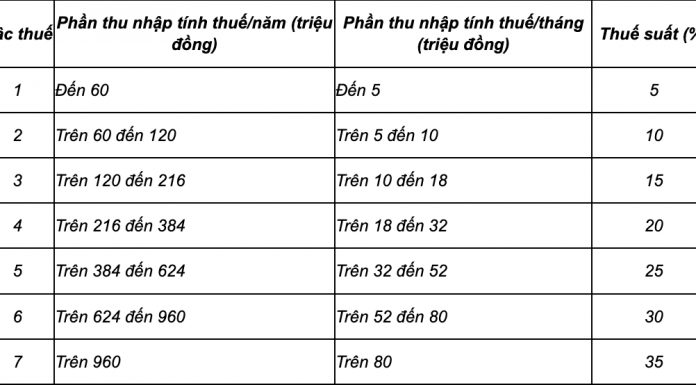 ậc thuế Phần thu nhập tính thuế/năm (triệu đồng) Phần thu nhập tính thuế/tháng (triệu đồng) Thuế suất (%
1 Đến 60 Đến 5 5
2 Trên 60 đến 120 Trên 5 đến 10 10
3 Trên 120 đến 216 Trên 10 đến 18 15
4 Trên 216 đến 384 Trên 18 đến 32 20
5 Trên 384 đến 624 Trên 32 đến 52 25
6 Trên 624 đến 960 Trên 52 đến 80 30
7 Trên 960 Trên 80 35